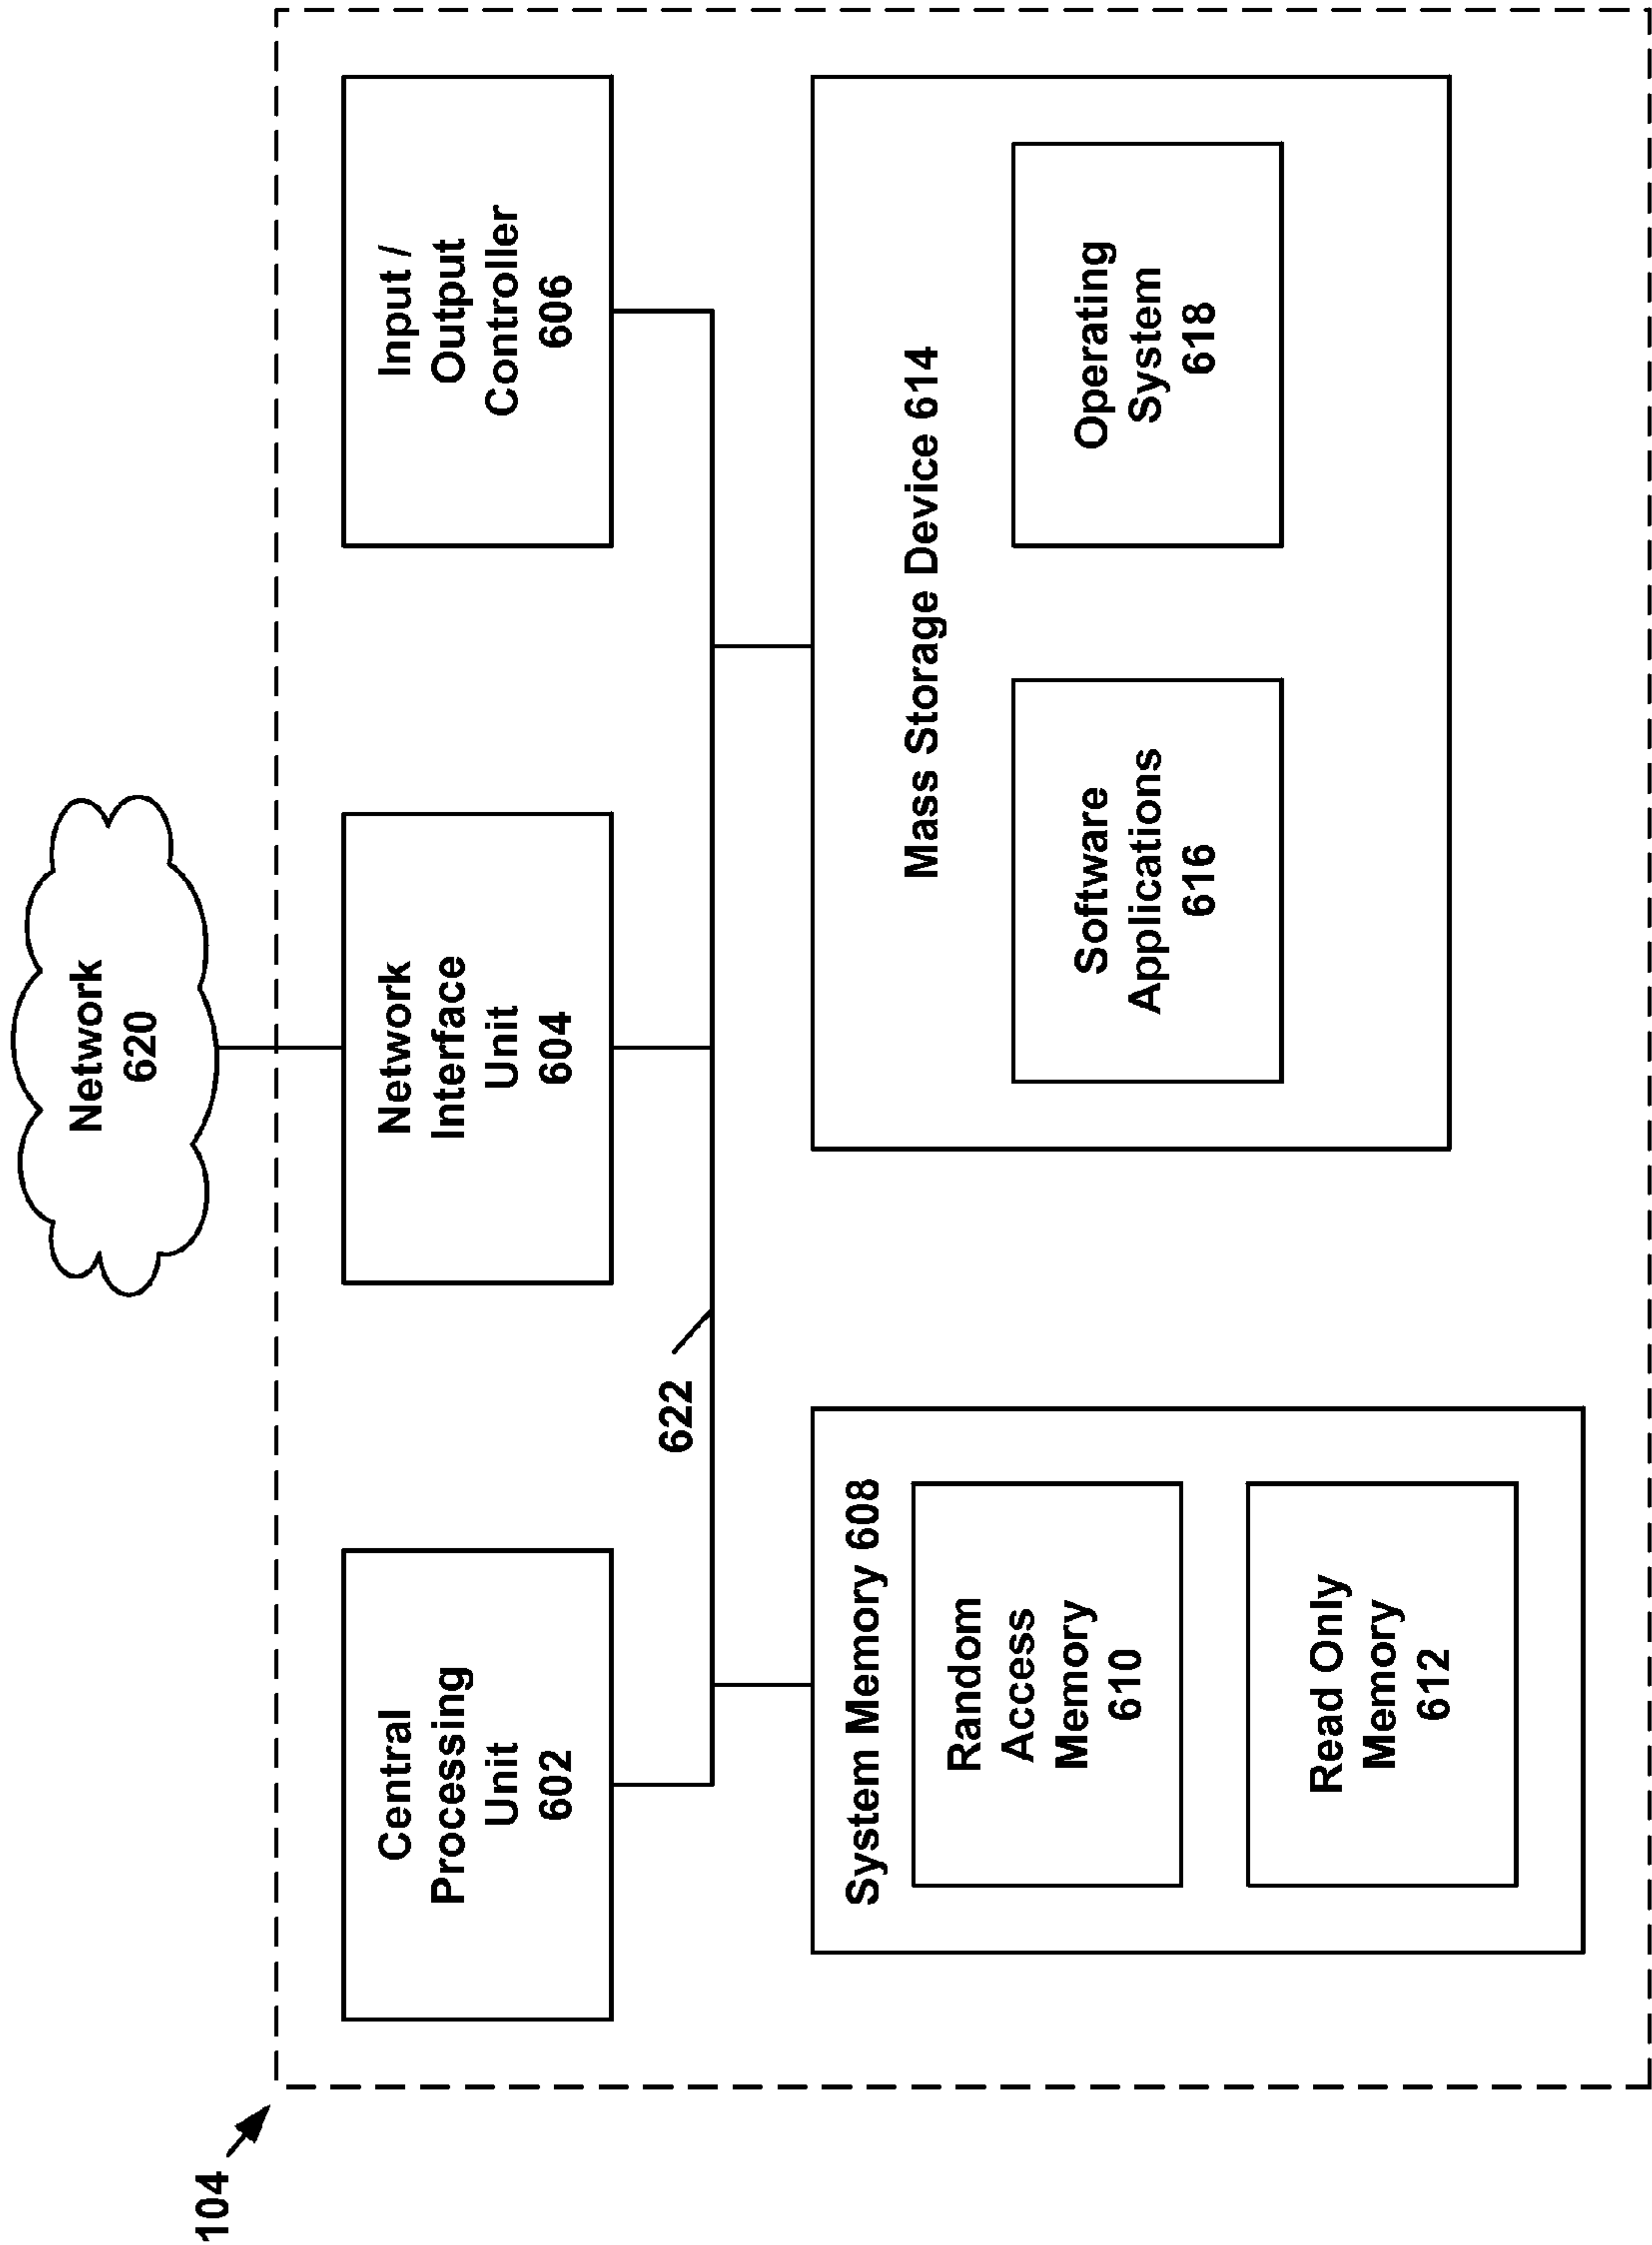 104
Network
620
Central
Processing
Unit
602
Network
Interface
Unit
604
Input /
Output
Controller
606
622
System Memory 608
Random
Access
Memory
610
Read Only
Memory
612
Mass Storage Device 614
Software
Applications
616
Operating
System
618